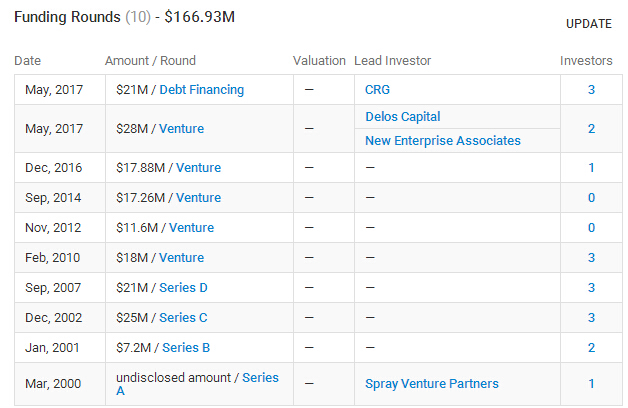 Funding Rounds (10) - $166.93M
UPDATE
Date Amount / Round Valuation Lead Investor Investors
May, 2017 $21M / Debt Financing — CRG 3
May, 2017 $28M / Venture — Delos Capital
New Enterprise Associates 2
Dec, 2016 $17.88M / Venture — — 1
Sep, 2014 $17.26M / Venture — — 0
Nov, 2012 $11.6M / Venture — — 0
Feb, 2010 $18M / Venture — — 3
Sep, 2007 $21M / Series D — — 3
Dec, 2002 $25M / Series C — — 3
Jan, 2001 $7.2M / Series B — — 2
Mar, 2000 undisclosed amount / Series
A — Spray Venture Partners 1